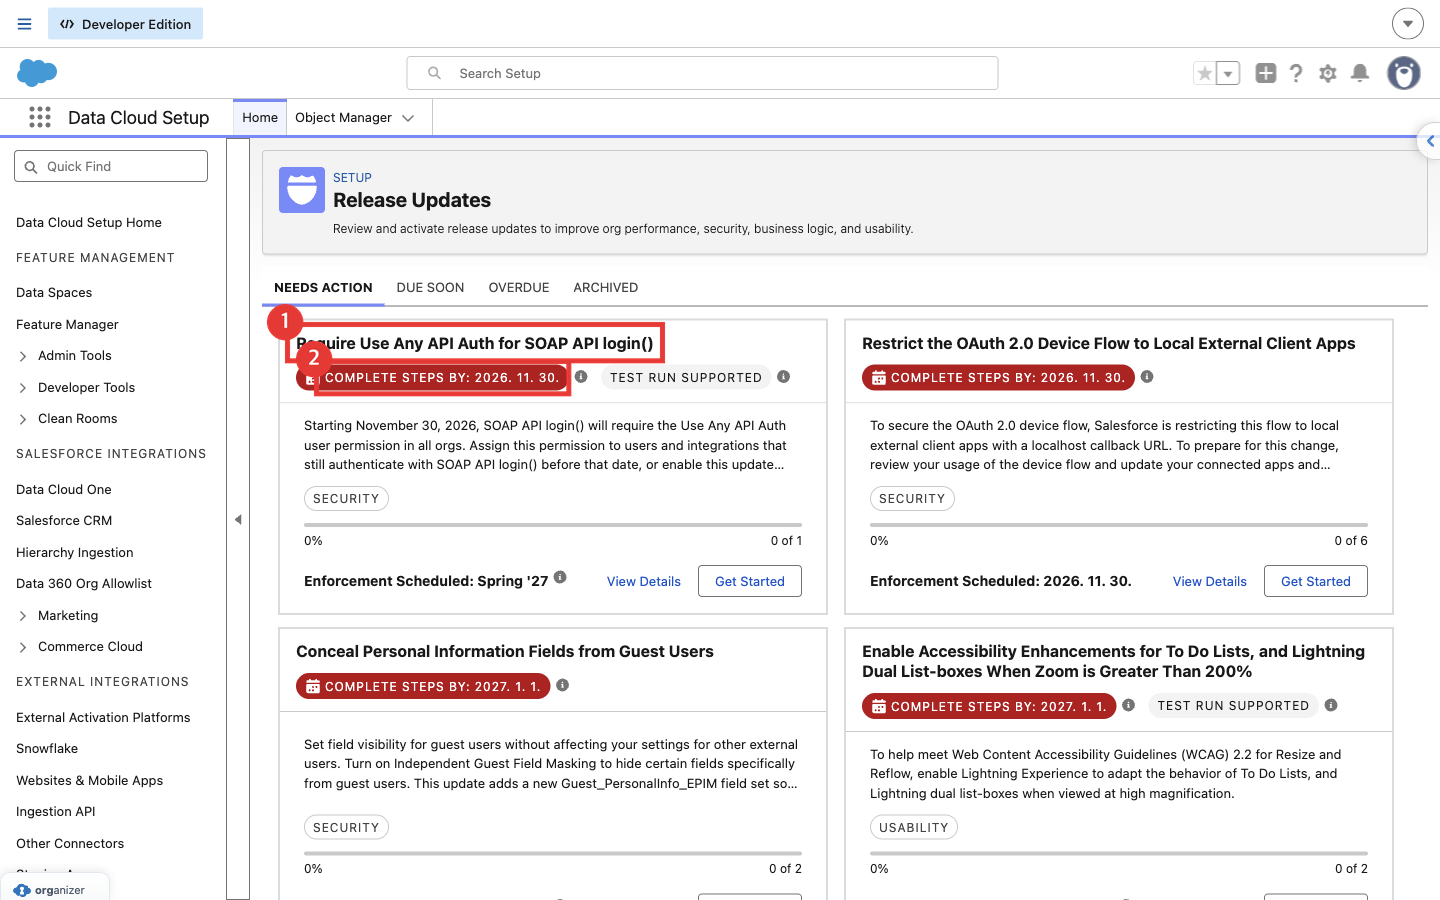 Developer Edition
Search Setup
Data Cloud Setup
Home
Object Manager
Quick Find
Data Cloud Setup Home
FEATURE MANAGEMENT
Data Spaces
Feature Manager
Admin Tools
Developer Tools
Clean Rooms
SALESFORCE INTEGRATIONS
Data Cloud One
Salesforce CRM
Hierarchy Ingestion
Data 360 Org Allowlist
Marketing
Commerce Cloud
EXTERNAL INTEGRATIONS
External Activation Platforms
Snowflake
Websites & Mobile Apps
Ingestion API
Other Connectors
organizer
SETUP
Release Updates
Review and activate release updates to improve org performance, security, business logic, and usability.
NEEDS ACTION
DUE SOON
OVERDUE
ARCHIVED
1
Require Use Any API Auth for SOAP API login()
2
COMPLETE STEPS BY: 2026. 11. 30.
TEST RUN SUPPORTED
Starting November 30, 2026, SOAP API login() will require the Use Any API Auth
user permission in all orgs. Assign this permission to users and integrations that
still authenticate with SOAP API login() before that date, or enable this update...
SECURITY
0%
0 of 1
Enforcement Scheduled: Spring '27
View Details
Get Started
Restrict the OAuth 2.0 Device Flow to Local External Client Apps
COMPLETE STEPS BY: 2026. 11. 30.
To secure the OAuth 2.0 device flow, Salesforce is restricting this flow to local
external client apps with a localhost callback URL. To prepare for this change,
review your usage of the device flow and update your connected apps and...
SECURITY
0%
0 of 6
Enforcement Scheduled: 2026. 11. 30.
View Details
Get Started
Conceal Personal Information Fields from Guest Users
COMPLETE STEPS BY: 2027. 1. 1.
Set field visibility for guest users without affecting your settings for other external
users. Turn on Independent Guest Field Masking to hide certain fields specifically
from guest users. This update adds a new Guest_PersonalInfo_EPIM field set so...
SECURITY
0%
0 of 2
Enable Accessibility Enhancements for To Do Lists, and Lightning
Dual List-boxes When Zoom is Greater Than 200%
COMPLETE STEPS BY: 2027. 1. 1.
TEST RUN SUPPORTED
To help meet Web Content Accessibility Guidelines (WCAG) 2.2 for Resize and
Reflow, enable Lightning Experience to adapt the behavior of To Do Lists, and
Lightning dual list-boxes when viewed at high magnification.
USABILITY
0%
0 of 2